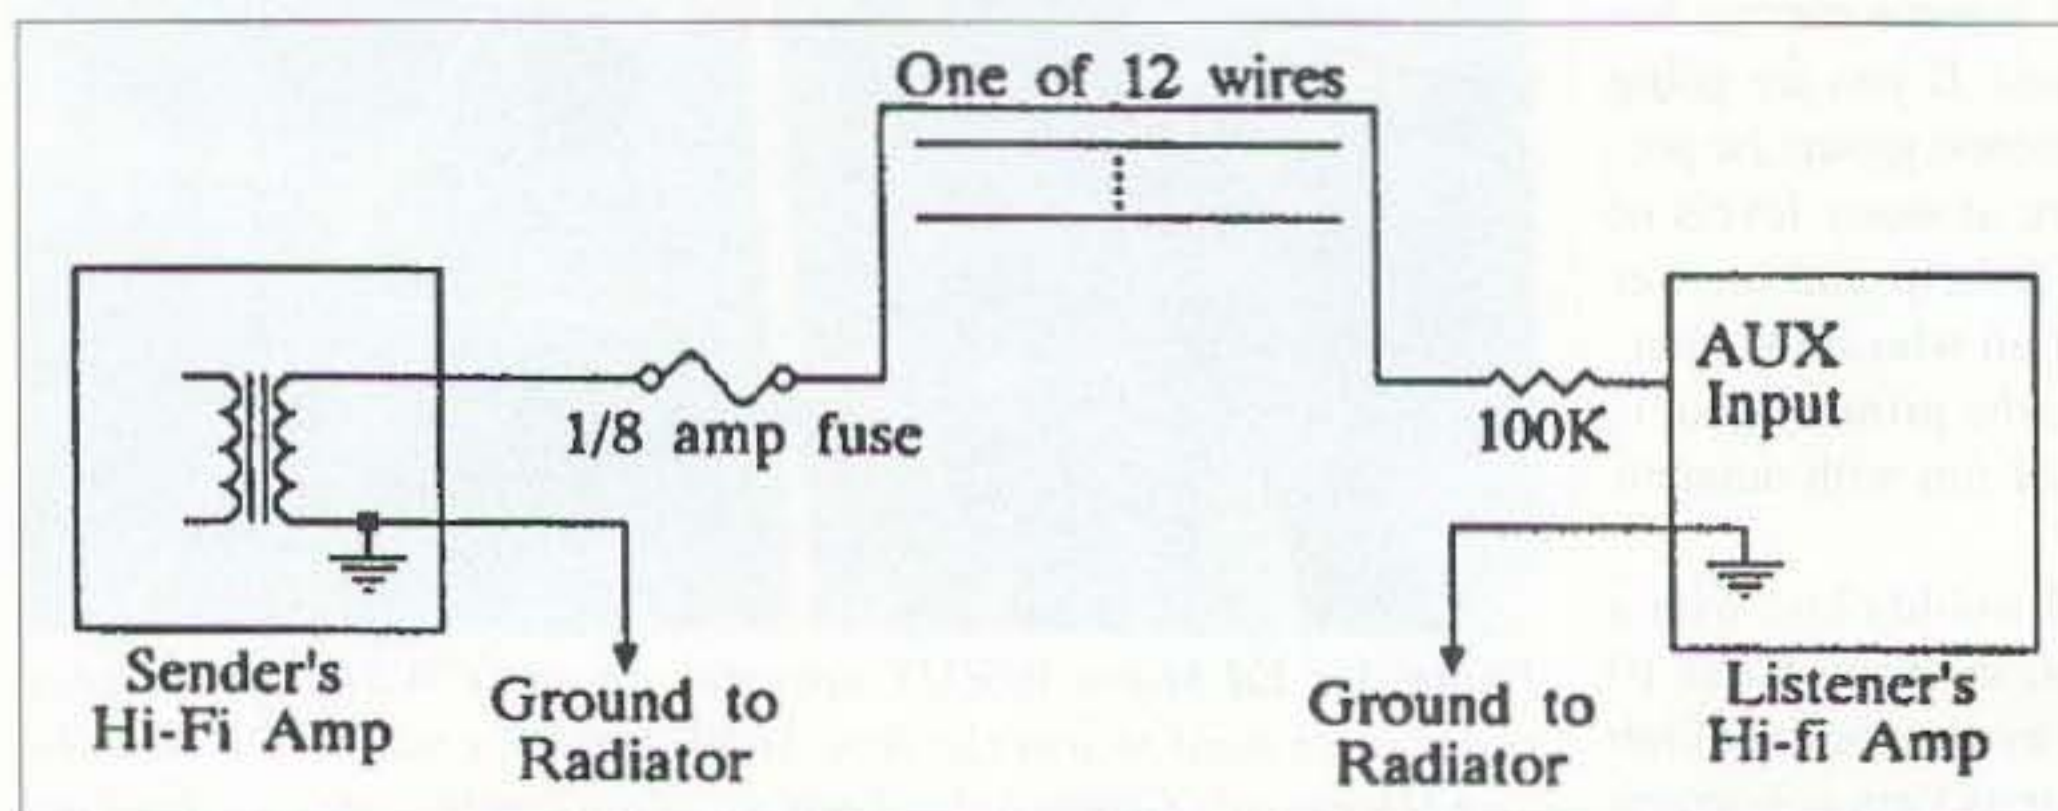 One of 12 wires
1/8 amp fuse
100K
AUX
Input
Sender's
Hi-Fi Amp
Ground to
Radiator
Ground to
Radiator
Listener's
Hi-fi Amp